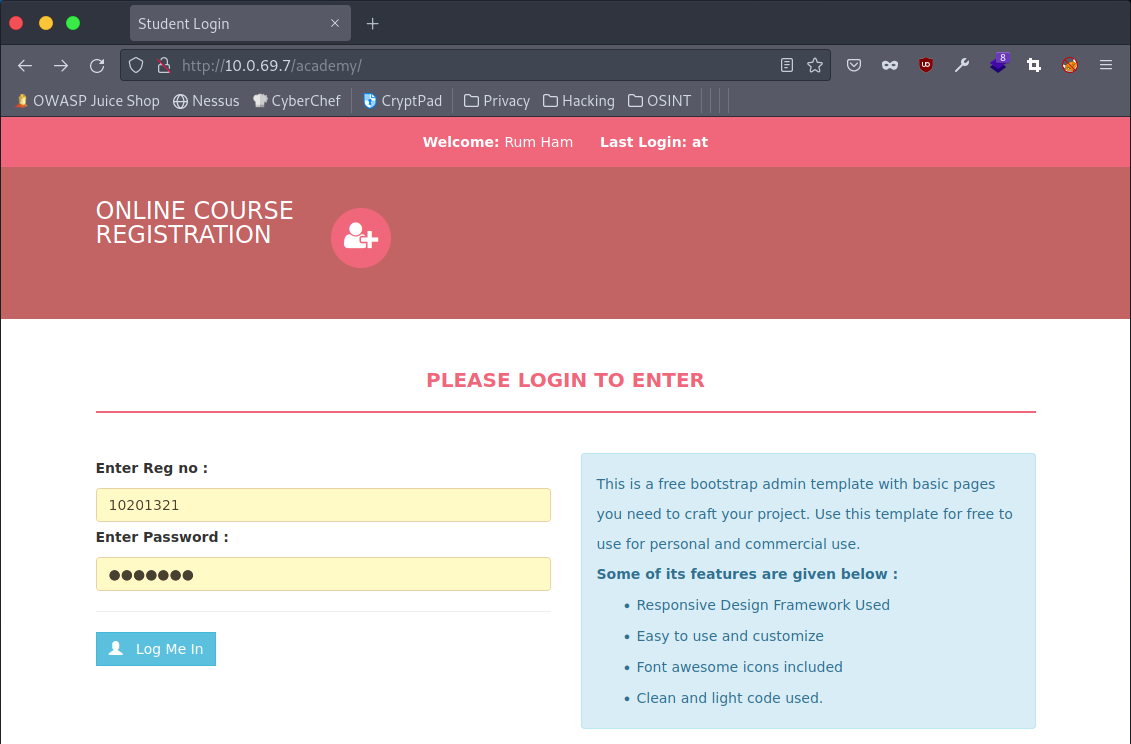 Student Login
http://10.0.69.7/academy/
8
OWASP Juice Shop Nessus CyberChef CryptPad Privacy Hacking OSINT
Welcome: Rum Ham Last Login: at
ONLINE COURSE
REGISTRATION
PLEASE LOGIN TO ENTER
Enter Reg no :
10201321
Enter Password :
Log Me In
This is a free bootstrap admin template with basic pages
you need to craft your project. Use this template for free to
use for personal and commercial use.
Some of its features are given below :
• Responsive Design Framework Used
• Easy to use and customize
• Font awesome icons included
• Clean and light code used.